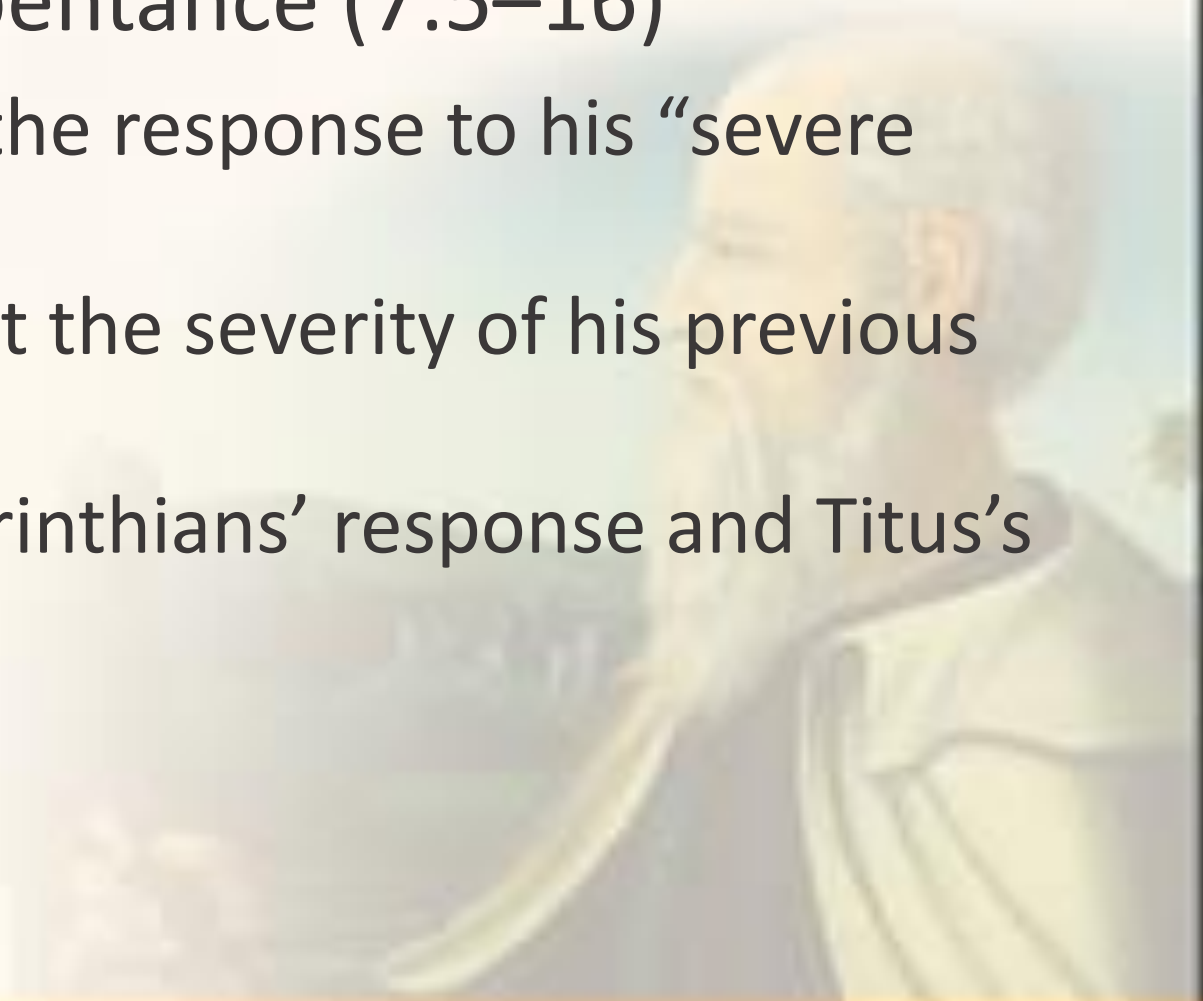 pentance (7.5–16)
the response to his “severe
t the severity of his previous
rinthians’ response and Titus’s